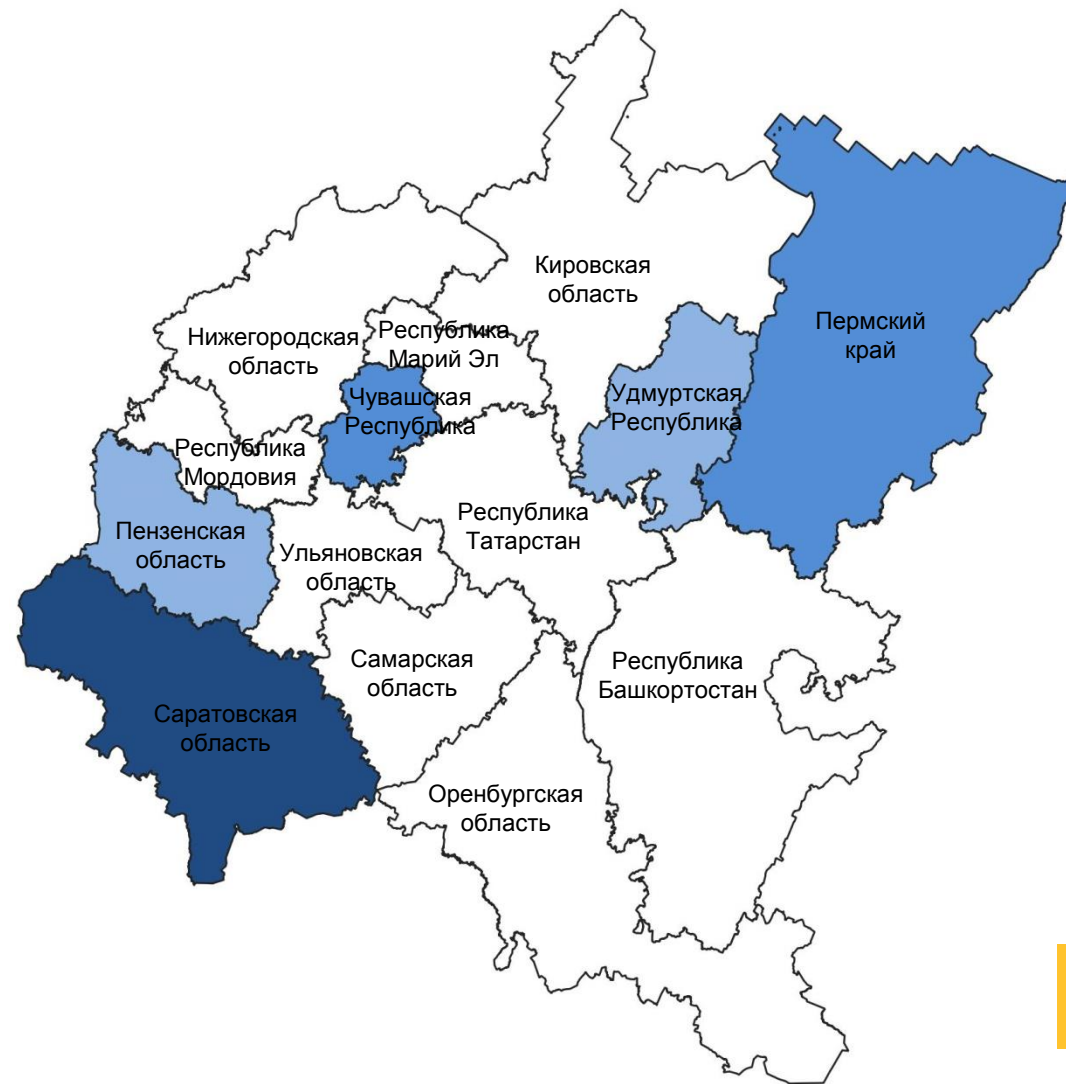 Кировская
область
Пермский
край
Нижегородская
область
Республика
Марий Эл
Чувашская
Республика
Удмуртская
Республика
Республика
Мордовия
Пензенская
область
Ульяновская
область
Республика
Татарстан
Самарская
область
Республика
Башкортостан
Саратовская
область
Оренбургская
область